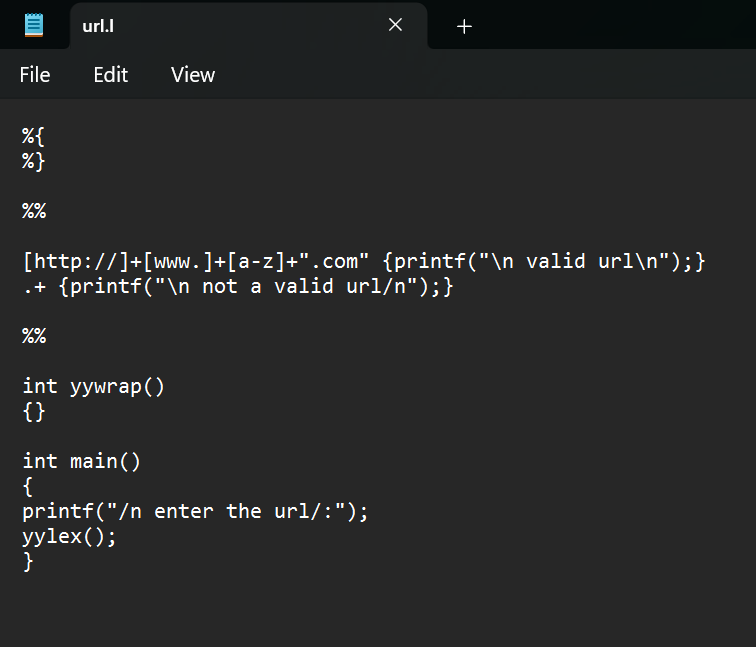 url.l
File Edit View
%{
%}
%%
[http://]+[www.]+[a-z]+".com" {printf("\n valid url\n");}
.+ {printf("\n not a valid url/n");}
%%
int yywrap()
{}
int main()
{
printf("/n enter the url/:");
yylex();
}